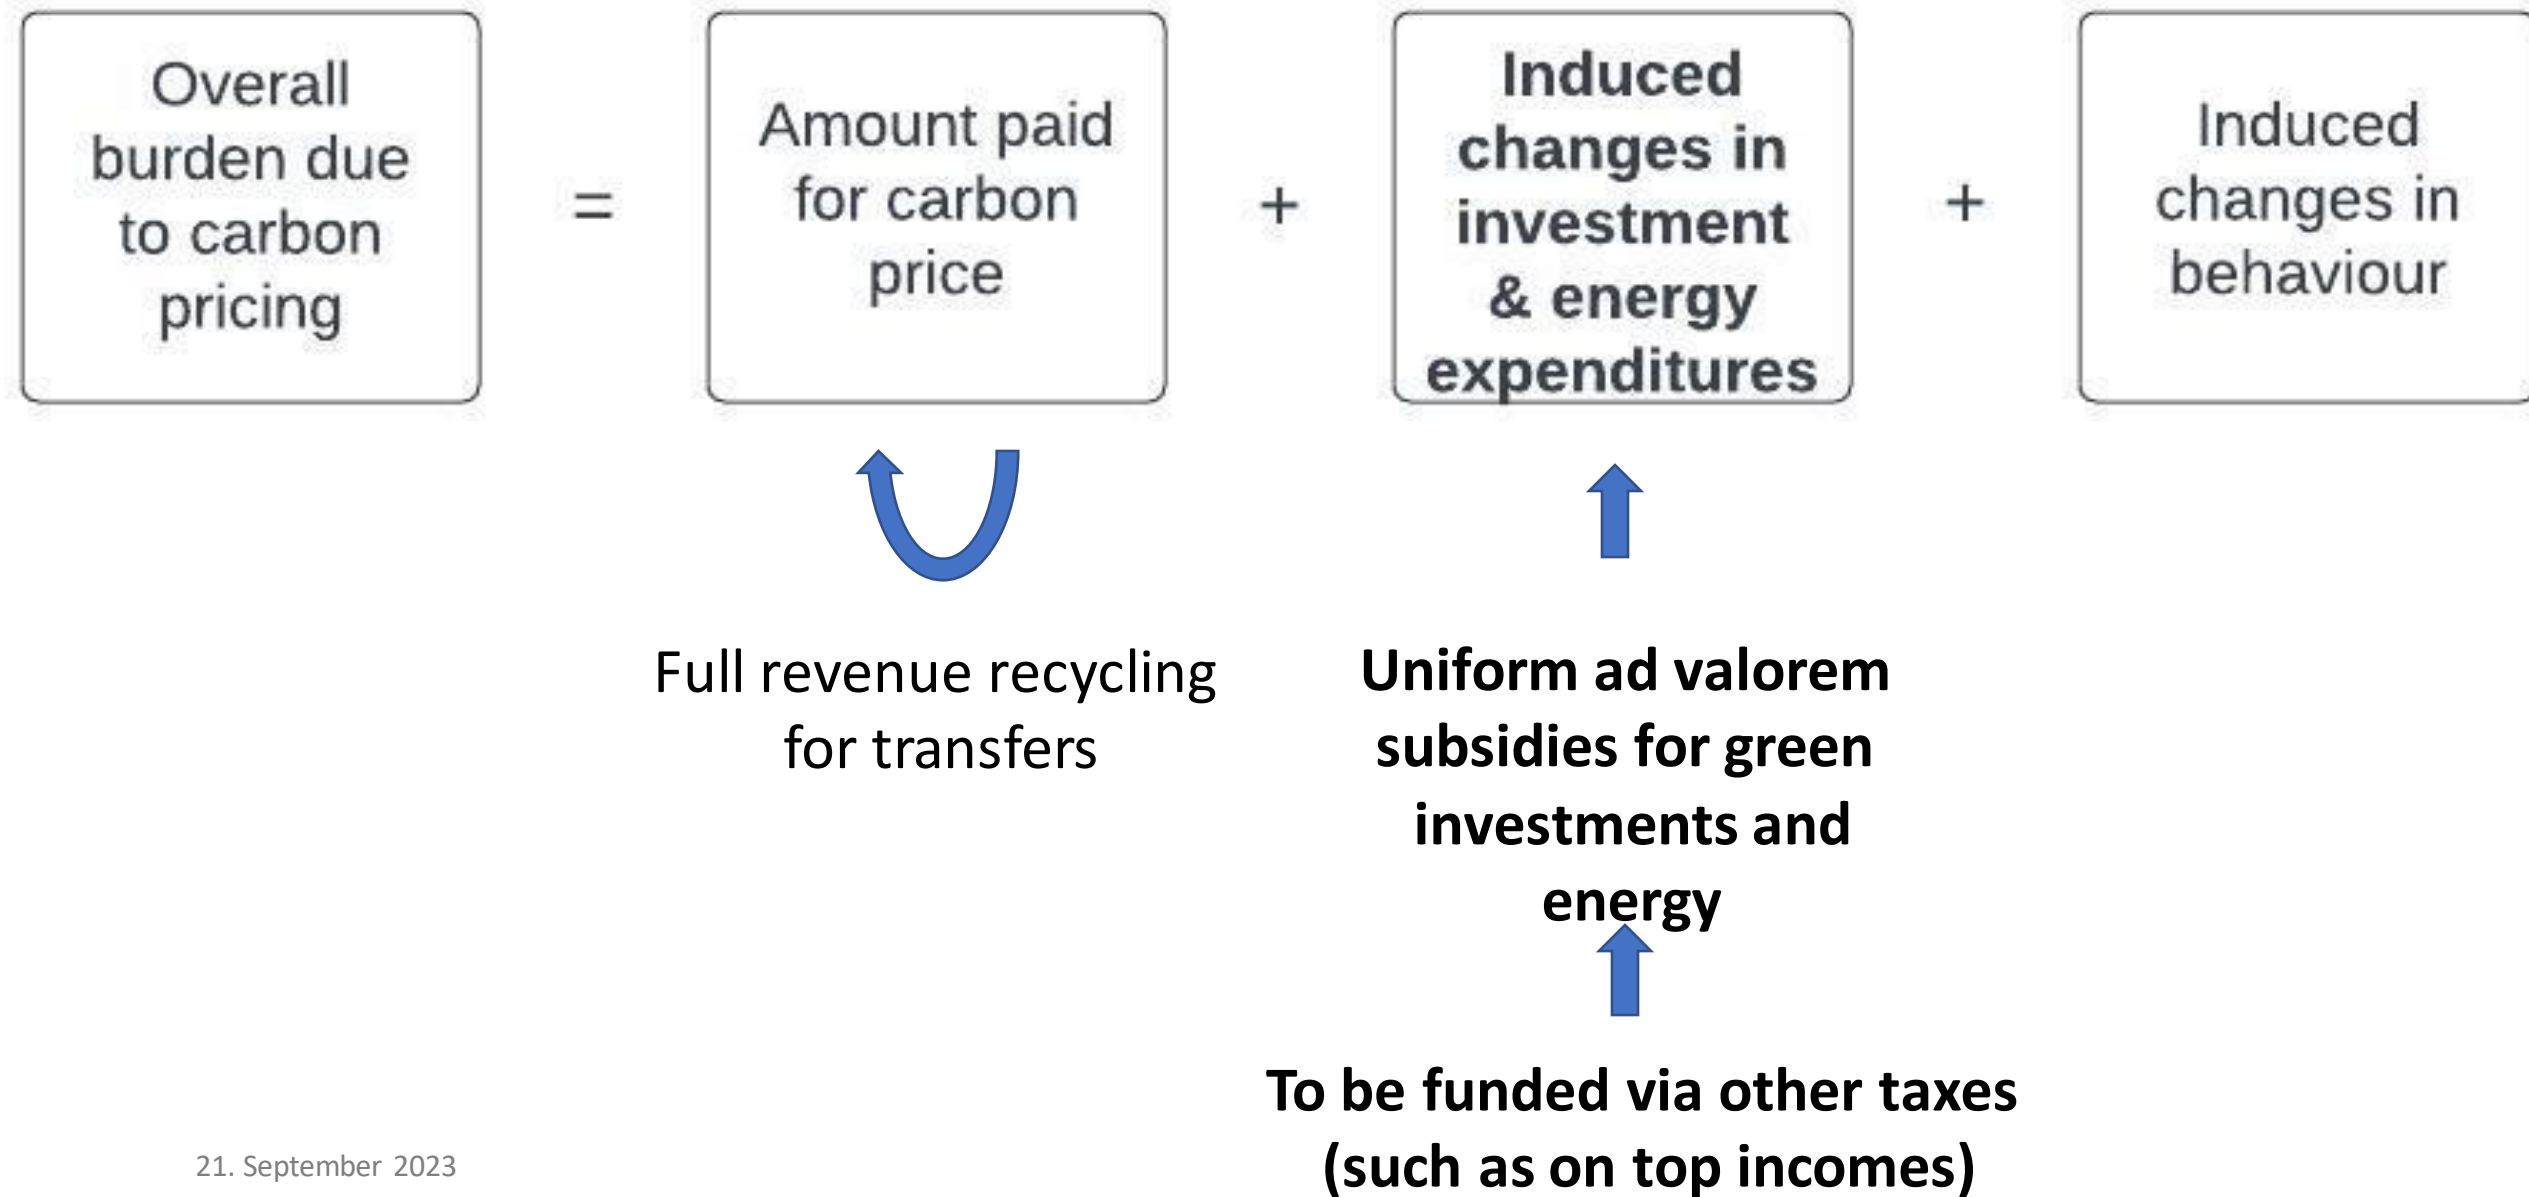 Overall
burden due
to carbon
pricing
=
Amount paid
for carbon
price
+
Induced
changes in
investment
& energy
expenditures
+
Induced
changes in
behaviour
Full revenue recycling
for transfers
Uniform ad valorem
subsidies for green
investments and
energy
To be funded via other taxes
(such as on top incomes)
21. September 2023